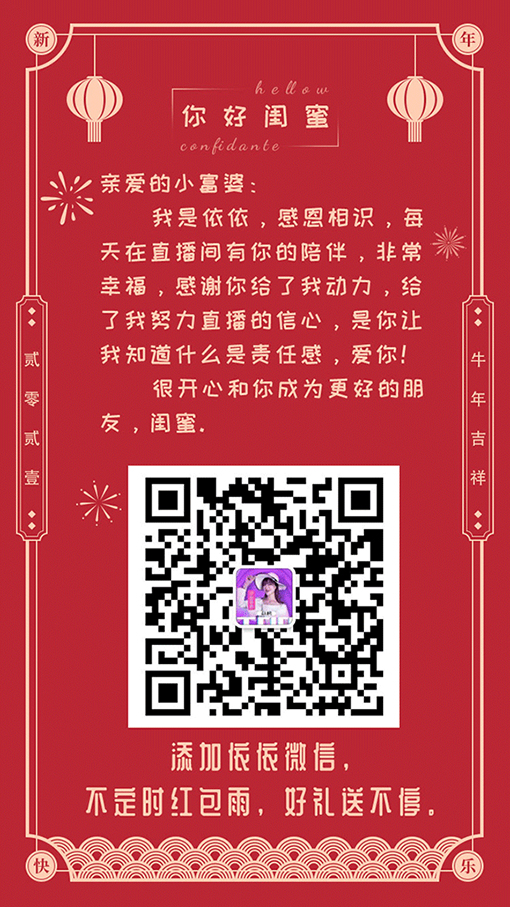 新 年
hellow
你好闺蜜
confidante
亲爱的小富婆：
我是依依，感恩相识，每
天在直播间有你的陪伴，非常
幸福，感谢你给了我动力，给
了我努力直播的信心，是你让
我知道什么是责任感，爱你！
很开心和你成为更好的朋
友，闺蜜.
贰零贰壹
牛年吉祥
添加依依微信，
不定时红包雨，好礼送不停。
快 乐